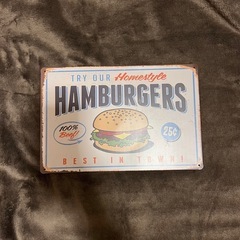 TRY OUR Homestyle
HAMBURGERS
100%
Beef!
25¢
BEST IN TOWN!